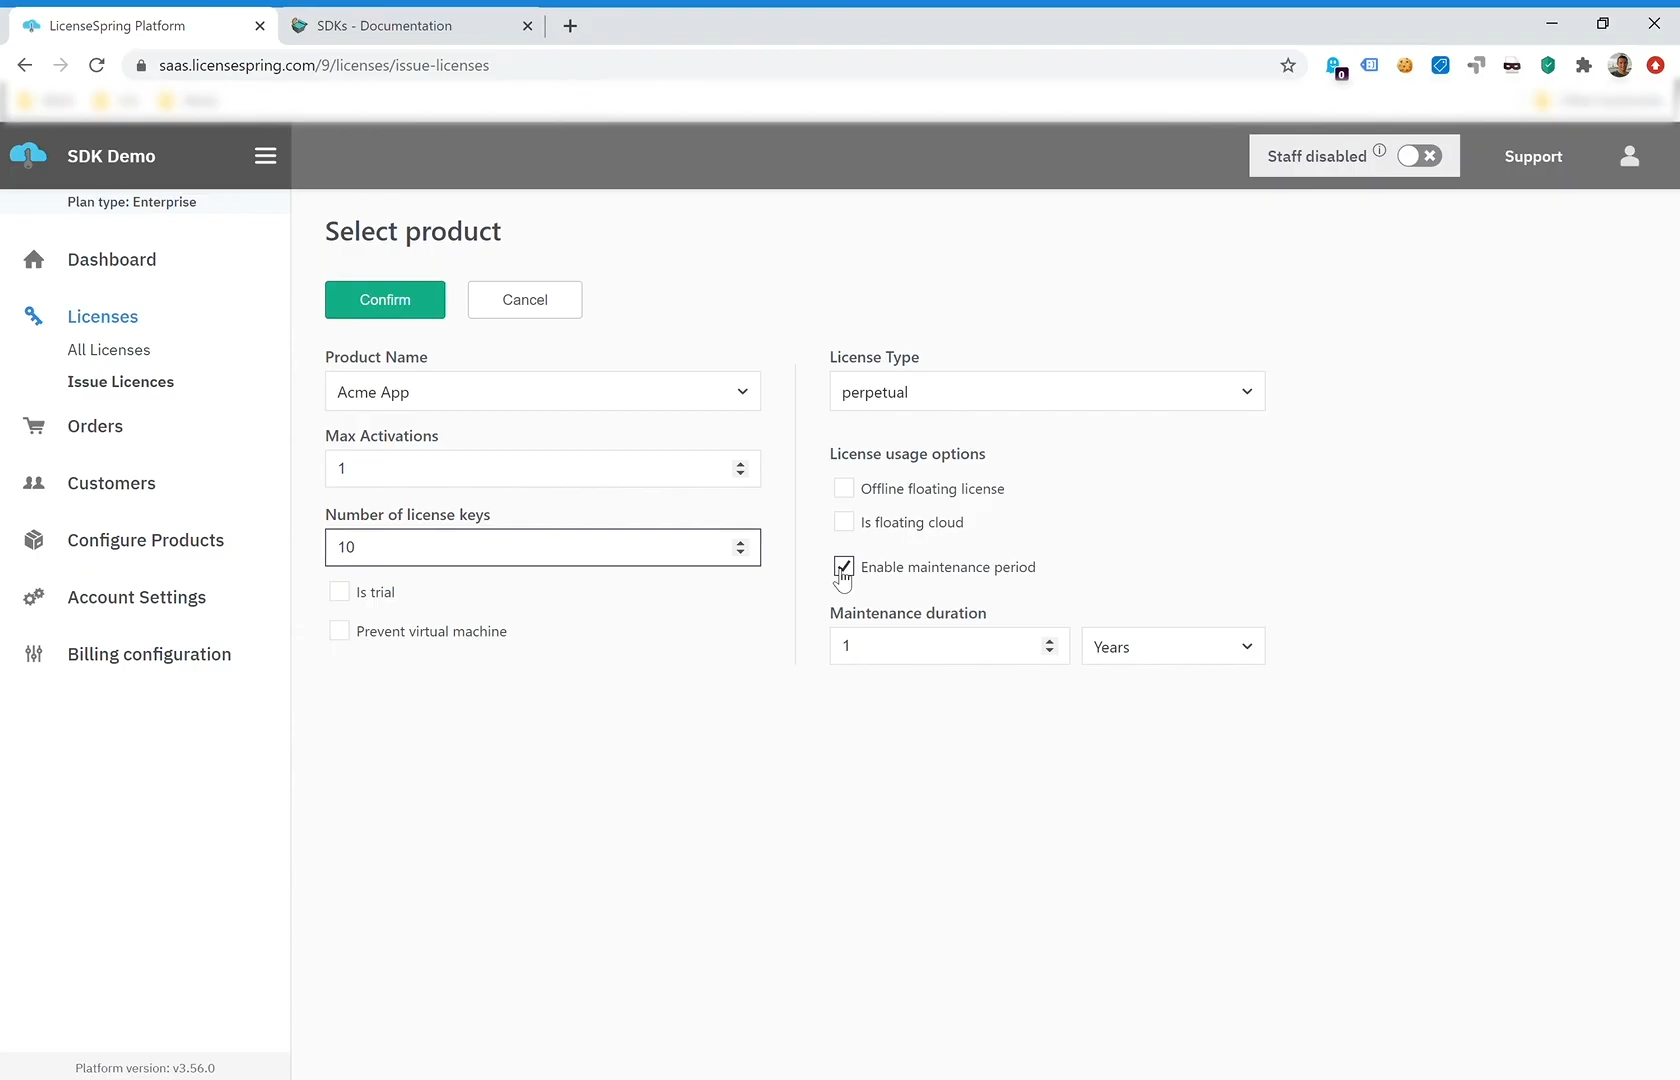 LicenseSpring Platform
SDKs - Documentation
saas.licensespring.com/9/licenses/issue-licenses
0
SDK Demo
Staff disabled
Support
Plan type: Enterprise
Select product
Dashboard
Confirm
Cancel
Licenses
All Licenses
Issue Licences
Product Name
License Type
Acme App
perpetual
Orders
Max Activations
1
License usage options
Customers
Offline floating license
Number of license keys
Is floating cloud
10
Configure Products
Enable maintenance period
Is trial
Account Settings
Maintenance duration
Prevent virtual machine
1
Years
Billing configuration
Platform version: v3.56.0